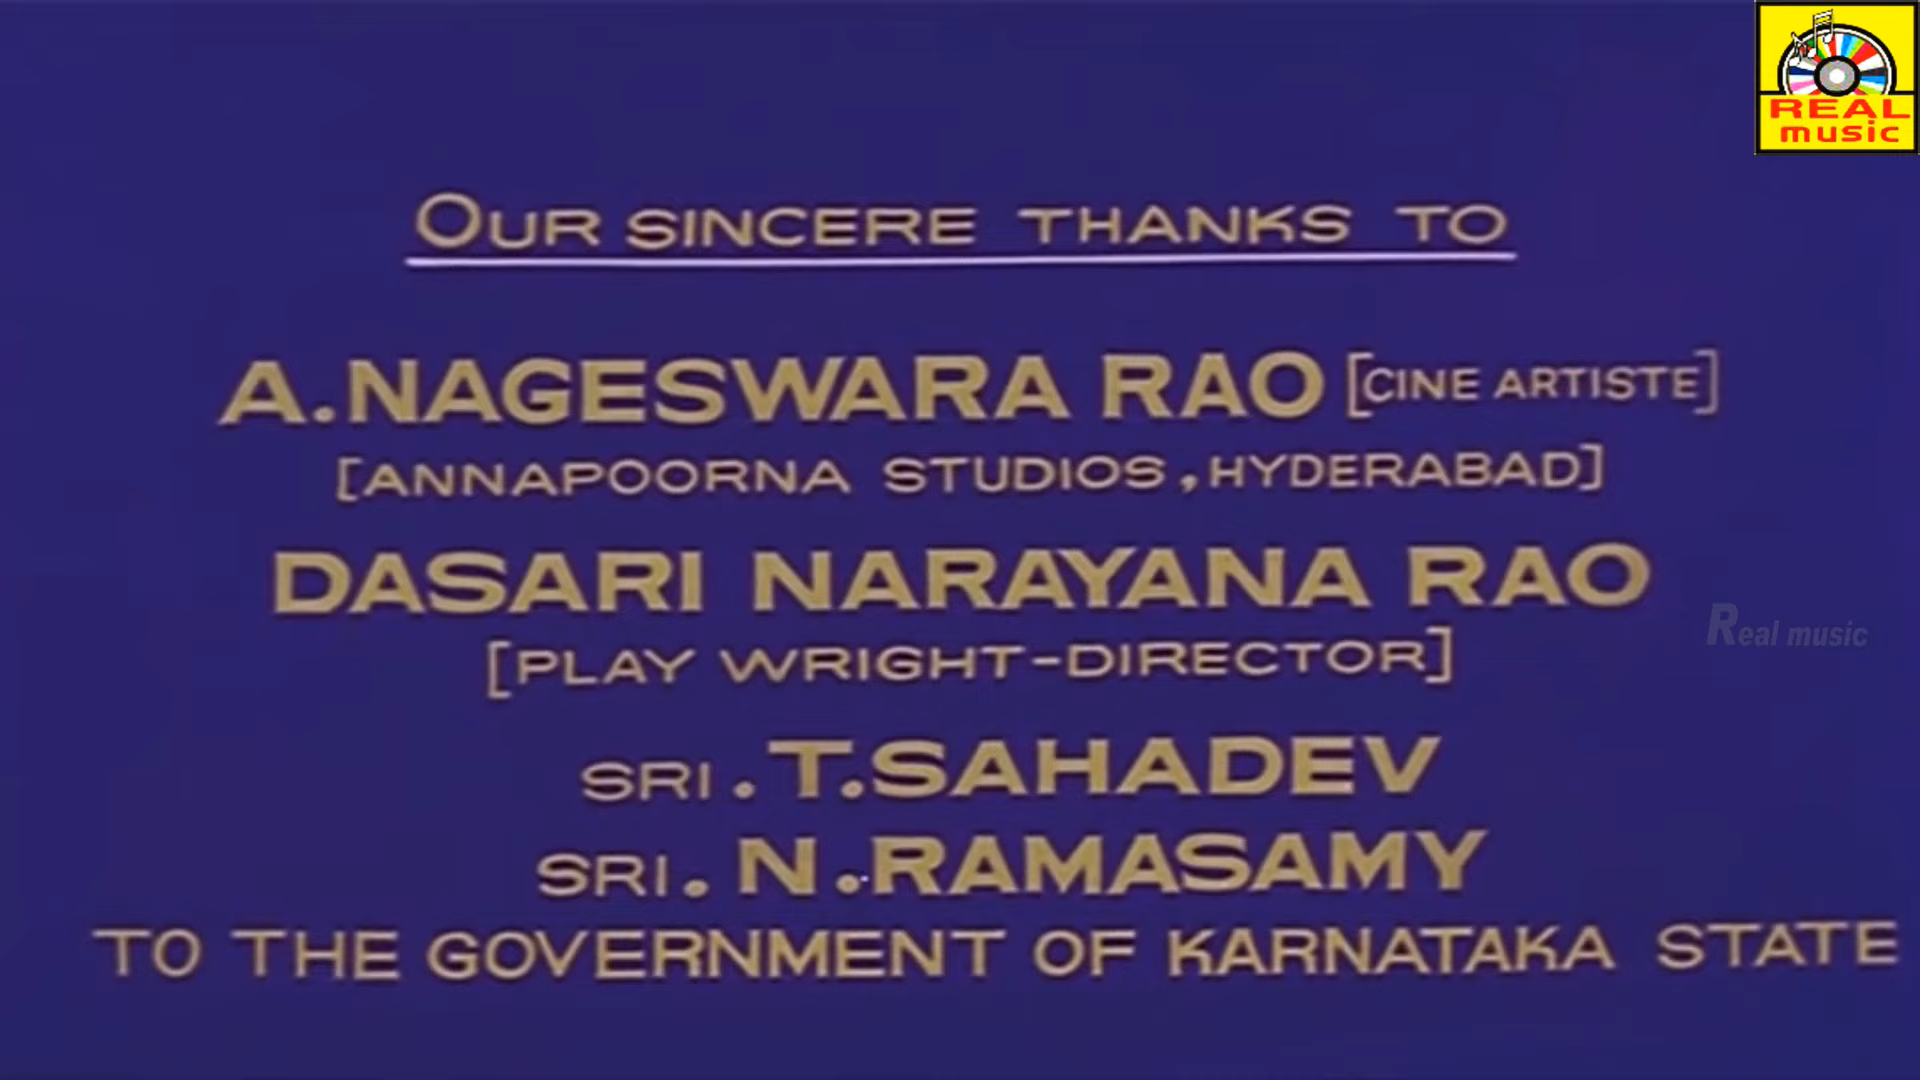 REAL
music
OUR SINCERE THANKS TO
A.NAGESWARA RAO [CINE ARTISTE]
[ANNAPOORNA STUDIOS, HYDERABAD]
DASARI NARAYANA RAO
Real music
[PLAY WRIGHT-DIRECTOR]
SRI. T.SAHADEV
SRI. N.RAMASAMY
TO THE GOVERNMENT OF KARNATAKA STATE